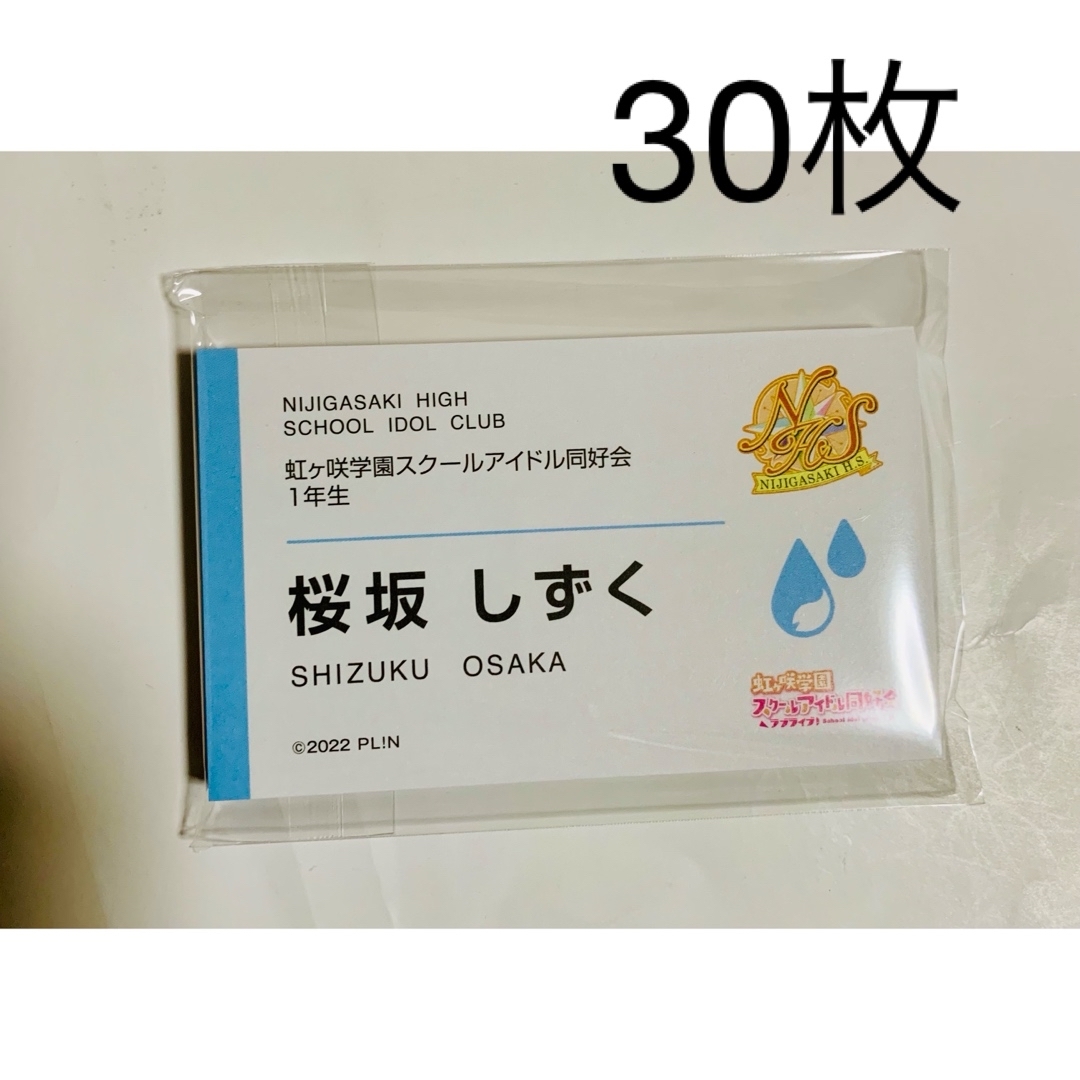 30枚
NIJIGASAKI HIGH
SCHOOL IDOL CLUB
虹ヶ咲学園スクールアイドル同好会
1年生
桜坂 しずく
SHIZUKU OSAKA
©2022 PL!N
NHS
NIJIGASAKI H.S.
虹ヶ咲学園
スクールアイドル同好会
ラブライブ! School Idol